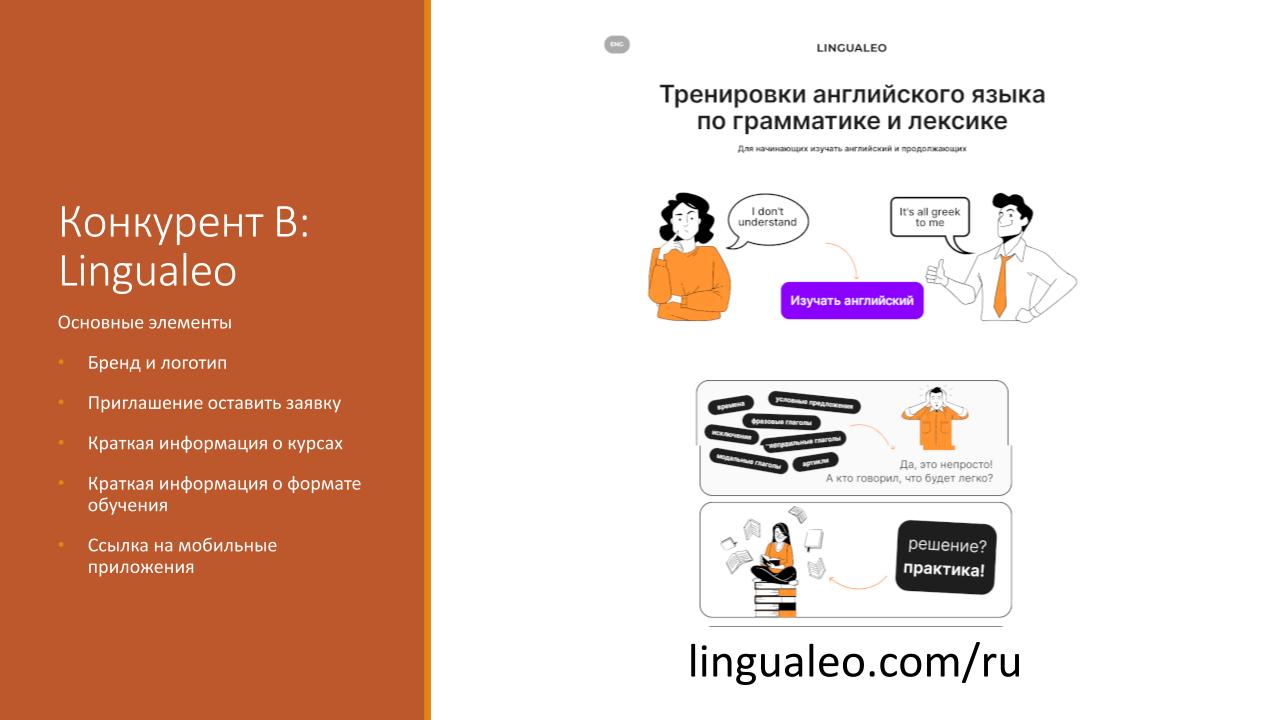 Конкурент В:
Lingualeo
Основные элементы
• Бренд и логотип
• Приглашение оставить заявку
• Краткая информация о курсах
• Краткая информация о формате
обучения
• Ссылка на мобильные
приложения
ENG
LINGUALEO
Тренировки английского языка
по грамматике и лексике
Для начинающих изучать английский и продолжающих
I don't
understand
It's all greek
to me
Изучать английский
времена
условные предложения
фразовые глаголы
исключения
неправильные глаголы
модальные глаголы
артикли
Да, это непросто!
А кто говорил, что будет легко?
решение?
практика!
lingualeo.com/ru